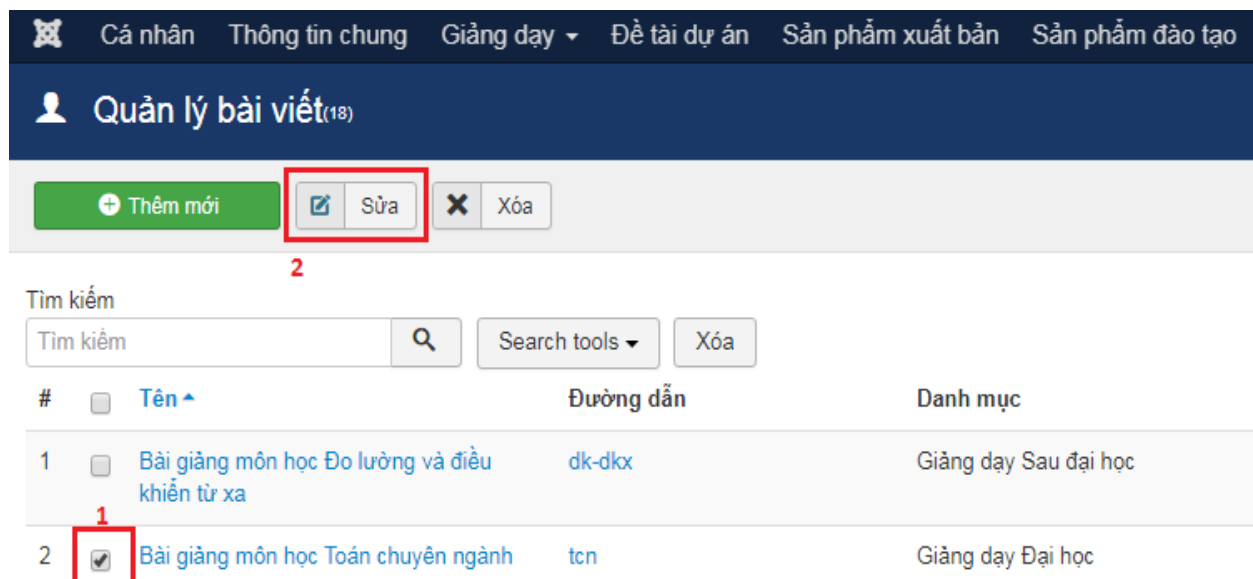 Cá nhân Thông tin chung Giảng dạy Đề tài dự án Sản phẩm xuất bản Sản phẩm đào tạo
Quản lý bài viết(18)
Thêm mới Sửa Xóa
2
Tìm kiếm
Tìm kiếm Search tools Xóa
# Tên Đường dẫn Danh mục
1 Bài giảng môn học Đo lường và điều dk-dkx Giảng dạy Sau đại học
khiển từ xa
1
2 Bài giảng môn học Toán chuyên ngành tcn Giảng dạy Đại học